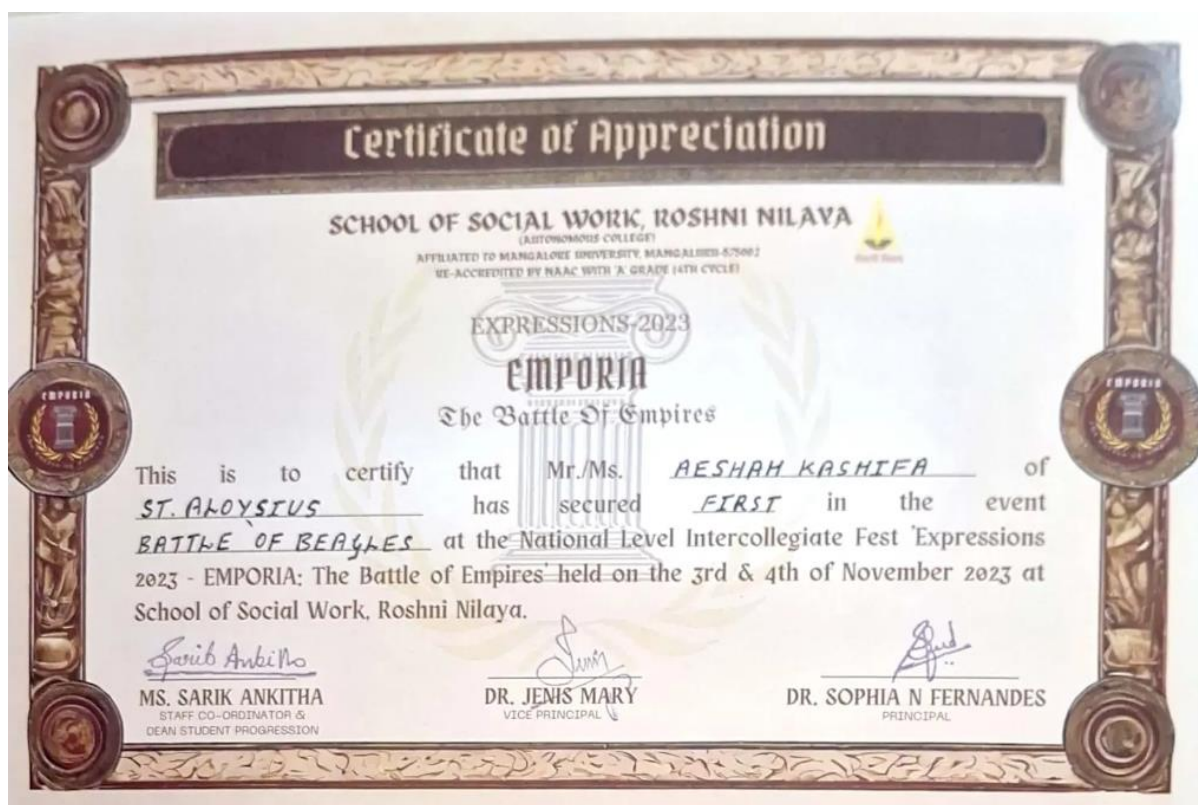 Certificate of Appreciation
SCHOOL OF SOCIAL WORK, ROSHNI NILAYA
(AUTONOMOUS COLLEGE)
AFFILIATED TO MANGALORE UNIVERSITY, MANGALURU-575002
RE-ACCREDITED BY NAAC WITH 'A' GRADE (4TH CYCLE)
EXPRESSIONS-2023
EMPORIA
The Battle Of Empires
EMPORIA
EMPORIA
This is to certify that Mr./Ms. AESHAH KASHIFA of
ST. ALOYSIUS has secured FIRST in the event
BATTLE OF BEAGLES at the National Level Intercollegiate Fest 'Expressions
2023 - EMPORIA: The Battle of Empires' held on the 3rd & 4th of November 2023 at
School of Social Work, Roshni Nilaya.
MS. SARIK ANKITHA
STAFF CO-ORDINATOR &
DEAN STUDENT PROGRESSION
DR. JENIS MARY
VICE PRINCIPAL
DR. SOPHIA N FERNANDES
PRINCIPAL